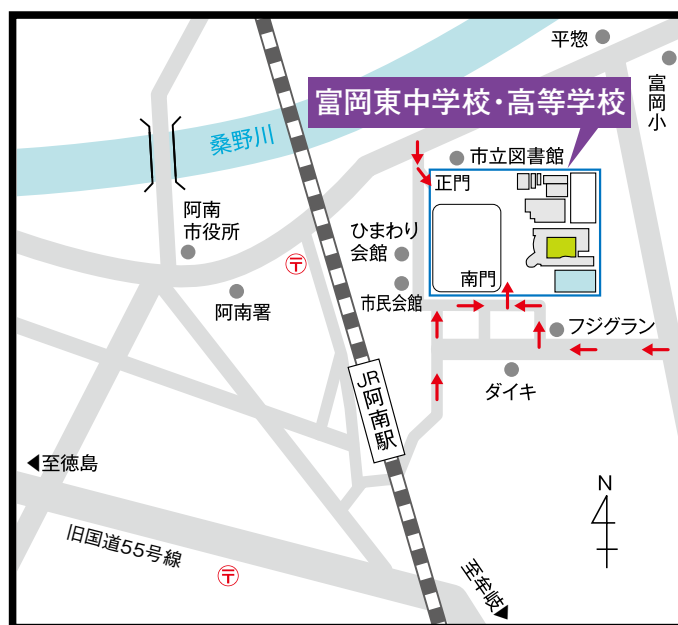 平惣
富岡小
富岡東中学校・高等学校
桑野川
市立図書館
正門
阿南
市役所
ひまわり
会館
〒
南門
阿南署
市民会館
フジグラン
JR阿南駅
ダイキ
至徳島
N
旧国道55号線
〒
至牟岐